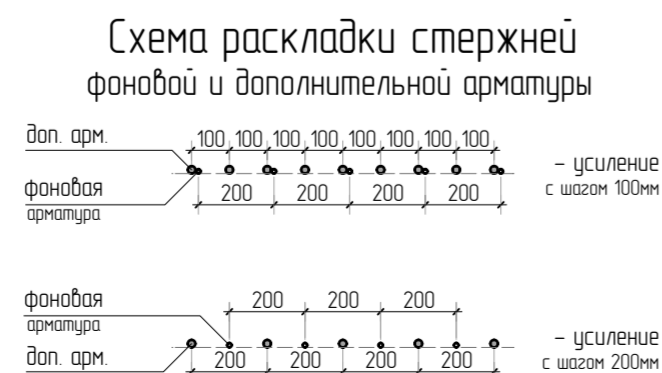 Схема раскладки стержней
фоновой и дополнительной арматуры
доп. арм.
100 100 100 100 100 100 100 100
– усиление
с шагом 100мм
фоновая
арматура
200 200 200 200
фоновая
арматура
200 200 200
– усиление
с шагом 200мм
доп. арм.
200 200 200 200